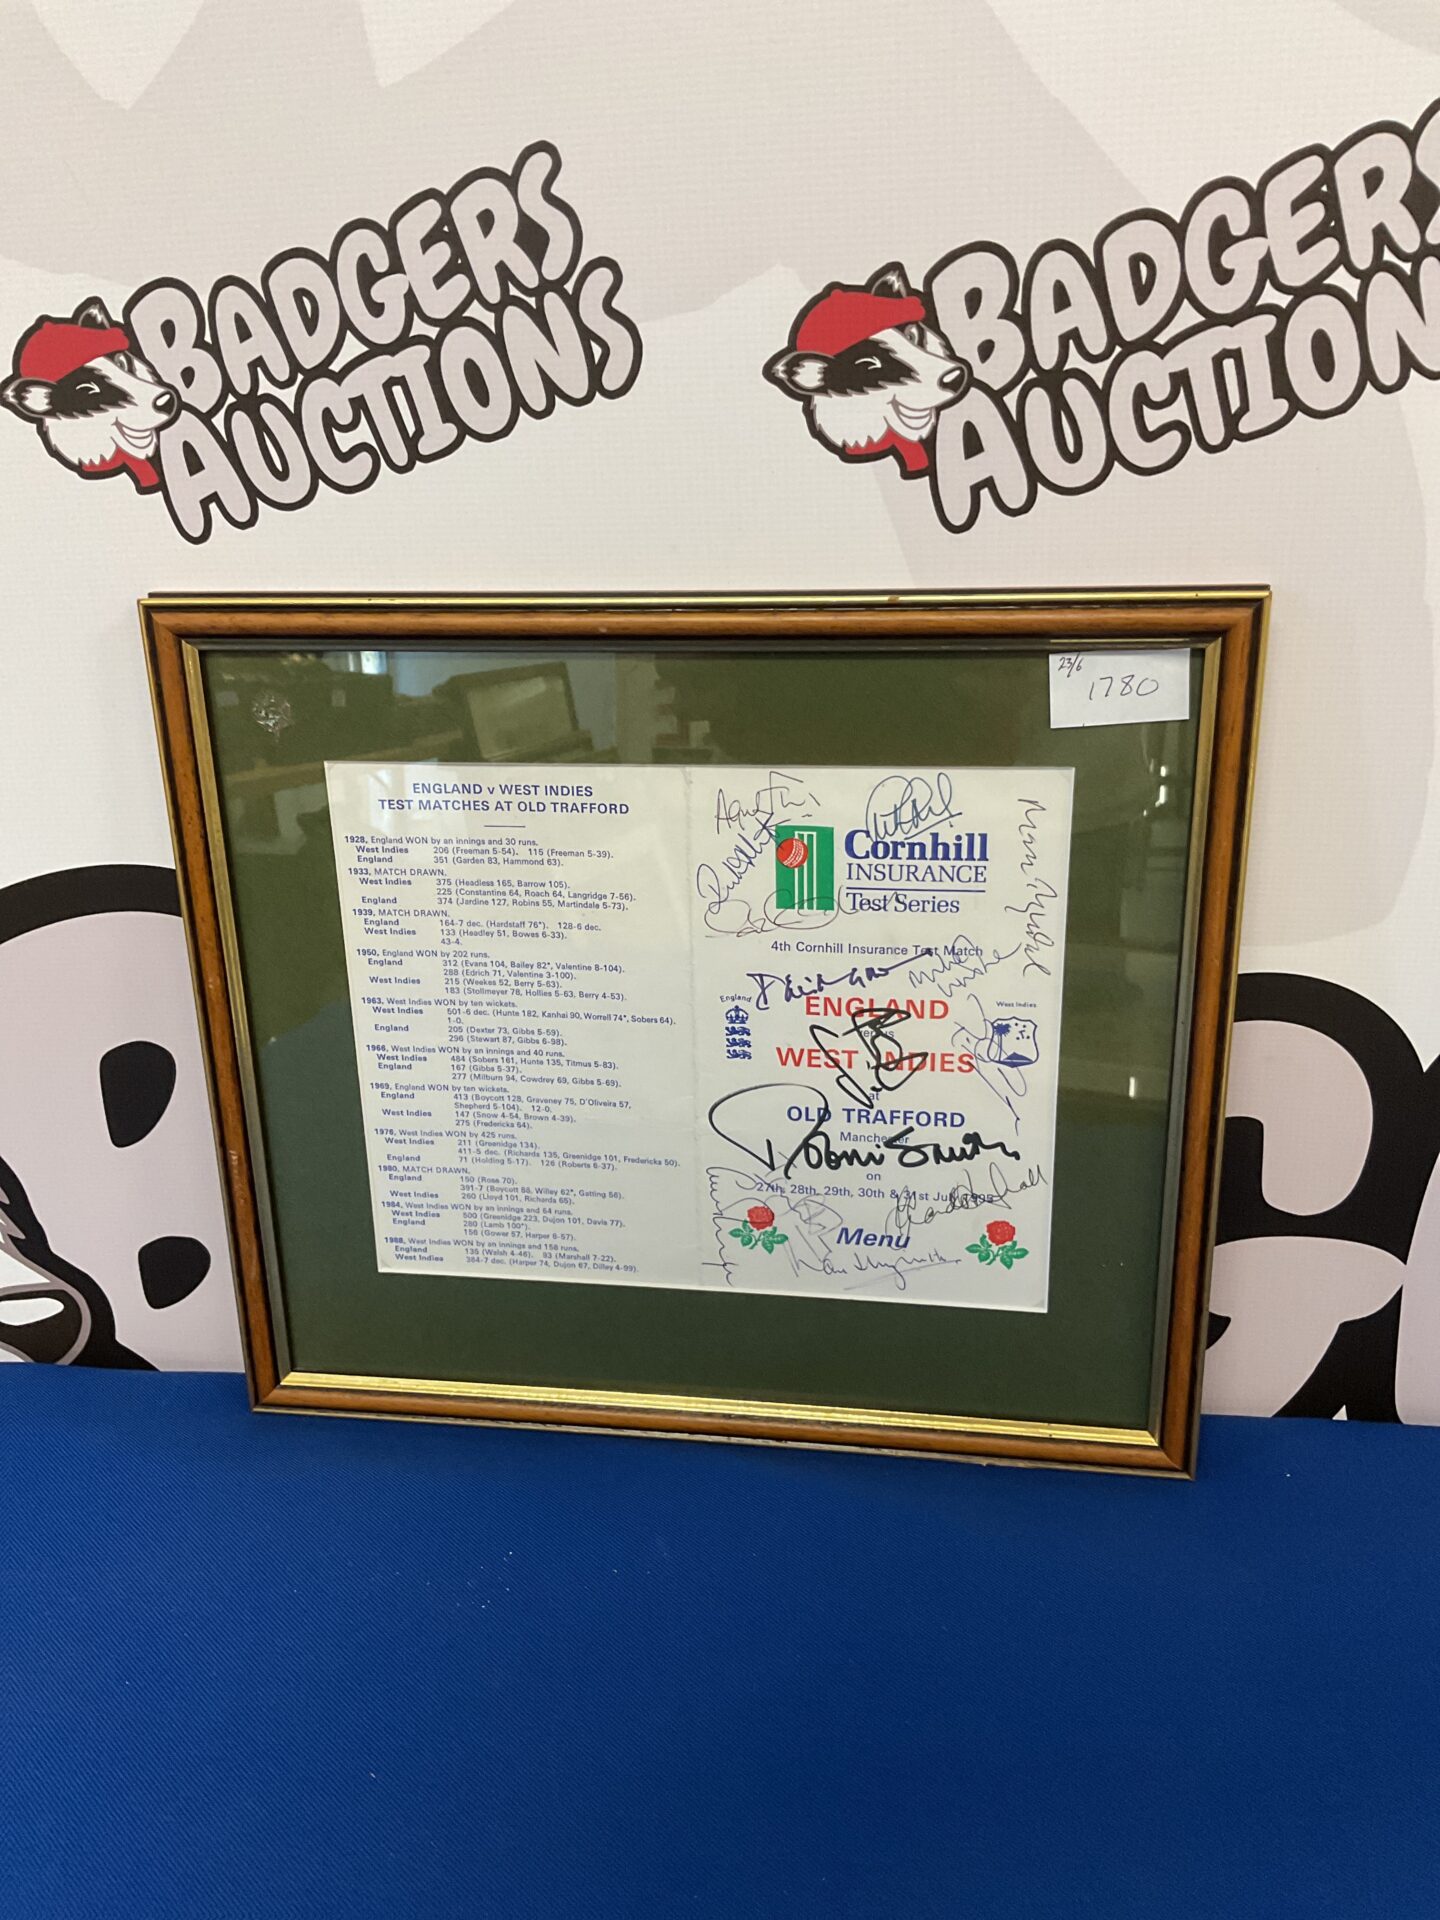 BADGERS
AUCTIONS
BADGERS
AUCTIONS
23/6
1780
ENGLAND v WEST INDIES
TEST MATCHES AT OLD TRAFFORD
1928, England WON by an innings and 30 runs.
West Indies 206 (Freeman 5-54). 115 (Freeman 5-39).
England 351 (Garden 83, Hammond 63).
1933, MATCH DRAWN.
West Indies 375 (Headless 165, Barrow 105).
225 (Constantine 64, Roach 64, Langridge 7-56).
England 374 (Jardine 127, Robins 55, Martindale 5-73).
1939, MATCH DRAWN.
England 164-7 dec. (Hardstaff 76*). 128-6 dec.
West Indies 133 (Headley 51, Bowes 6-33).
43-4.
1950, England WON by 202 runs.
England 312 (Evans 104, Bailey 82*, Valentine 8-104).
288 (Edrich 71, Valentine 3-100).
West Indies 215 (Weekes 52, Berry 5-63).
183 (Stollmeyer 78, Hollies 5-63, Berry 4-53).
1963, West Indies WON by ten wickets.
West Indies 501-6 dec. (Hunte 182, Kanhai 90, Worrell 74*, Sobers 64).
1-0.
England 205 (Dexter 73, Gibbs 5-59).
296 (Stewart 87, Gibbs 6-98).
1966, West Indies WON by an innings and 40 runs.
West Indies 484 (Sobers 161, Hunte 135, Titmus 5-83).
England 167 (Gibbs 5-37).
277 (Milburn 94, Cowdrey 69, Gibbs 5-69).
1969, England WON by ten wickets.
England 413 (Boycott 128, Graveney 75, D'Oliveira 57,
Shepherd 5-104). 12-0.
West Indies 147 (Snow 4-54, Brown 4-39).
275 (Fredericks 64).
1976, West Indies WON by 425 runs.
West Indies 211 (Greenidge 134).
411-5 dec. (Richards 135, Greenidge 101, Fredericks 50).
England 71 (Holding 5-17). 126 (Roberts 6-37).
1980, MATCH DRAWN.
England 150 (Rose 70).
391-7 (Boycott 86, Willey 62*, Gatting 56).
West Indies 260 (Lloyd 101, Richards 65).
1984, West Indies WON by an innings and 64 runs.
West Indies 500 (Greenidge 223, Dujon 101, Davis 77).
England 280 (Lamb 100*).
156 (Gower 57, Harper 6-57).
1988, West Indies WON by an innings and 156 runs.
England 135 (Walsh 4-46). 93 (Marshall 7-22).
West Indies 384-7 dec. (Harper 74, Dujon 67, Dilley 4-99).
Cornhill
INSURANCE
Test Series
4th Cornhill Insurance Test Match
England
ENGLAND
West Indies
versus
WEST INDIES
at
OLD TRAFFORD
Manchester
Robin Smith
on
27th, 28th, 29th, 30th & 31st July 1995
Menu